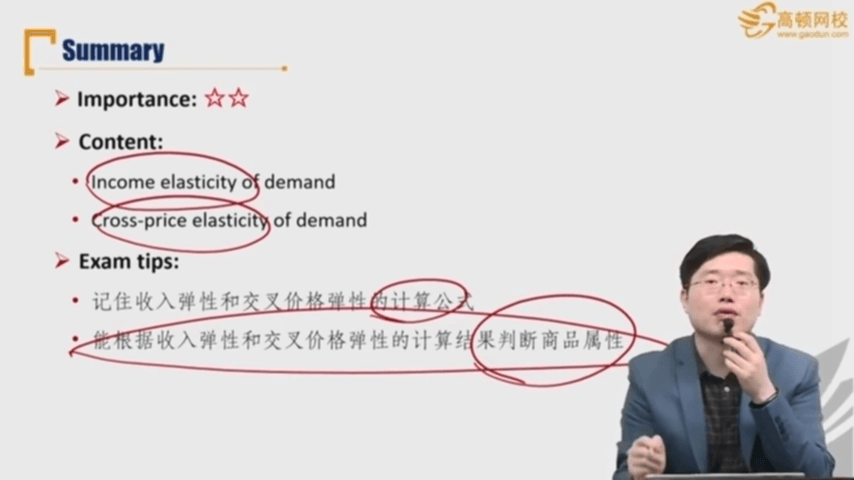 高顿网校
www.gaodun.com
Summary
Importance: ☆☆
Content:
Income elasticity of demand
Cross-price elasticity of demand
Exam tips:
记住收入弹性和交叉价格弹性的计算公式
能根据收入弹性和交叉价格弹性的计算结果判断商品属性